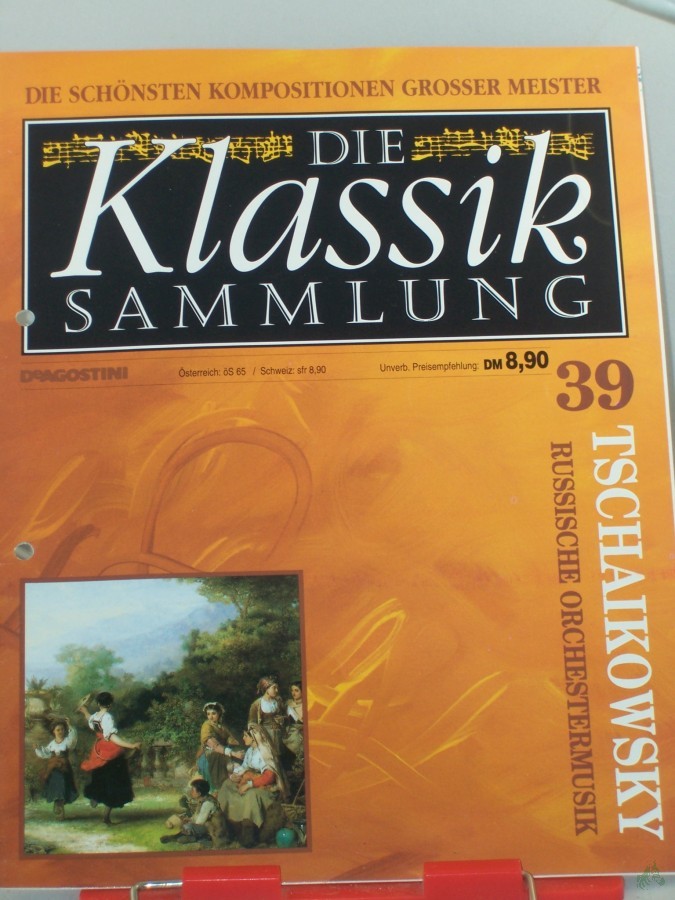 DIE SCHÖNSTEN KOMPOSITIONEN GROSSER MEISTER
DIE
Klassik
SAMMLUNG
DeAGOSTINI
Österreich: öS 65 / Schweiz: sfr 8,90
Unverb. Preisempfehlung: DM 8,90
39
TSCHAIKOWSKY
RUSSISCHE ORCHESTERMUSIK